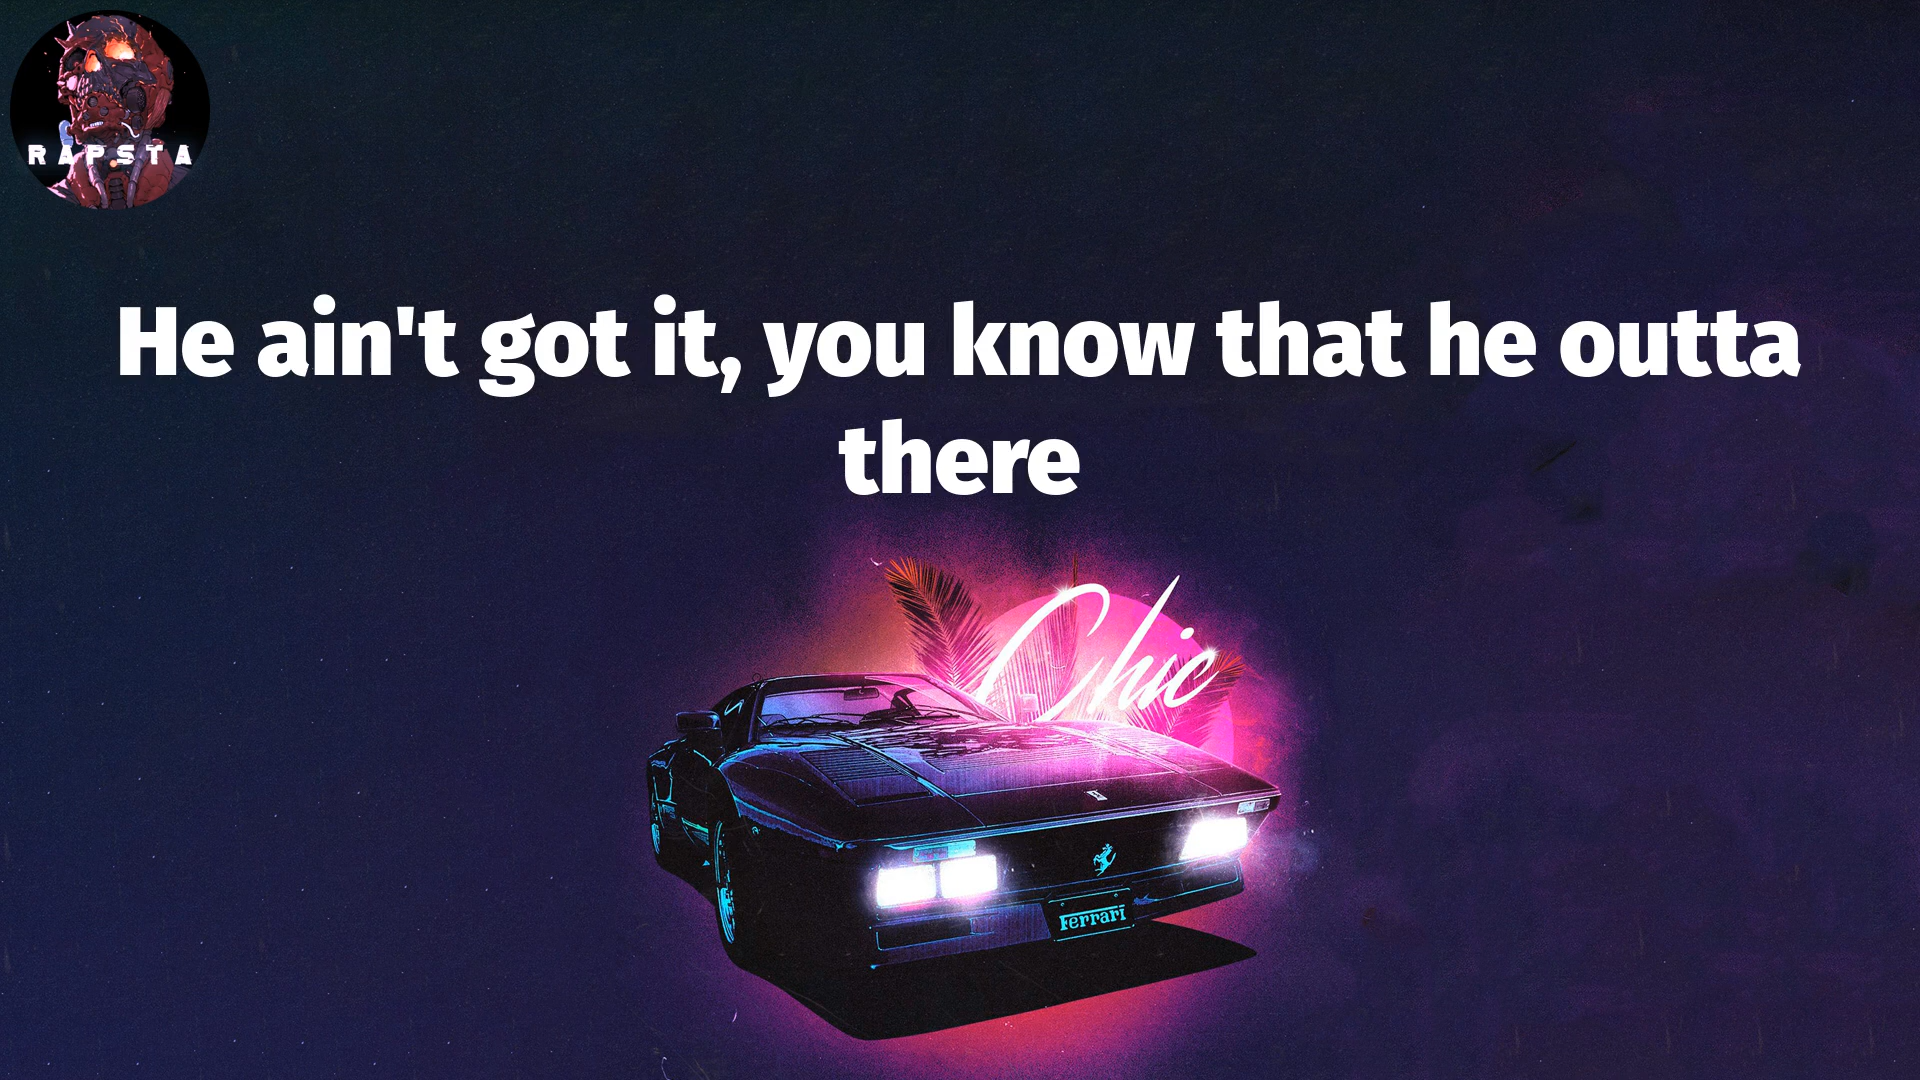 RAPSTA
He ain't got it, you know that he outta
there
Chic
Ferrari